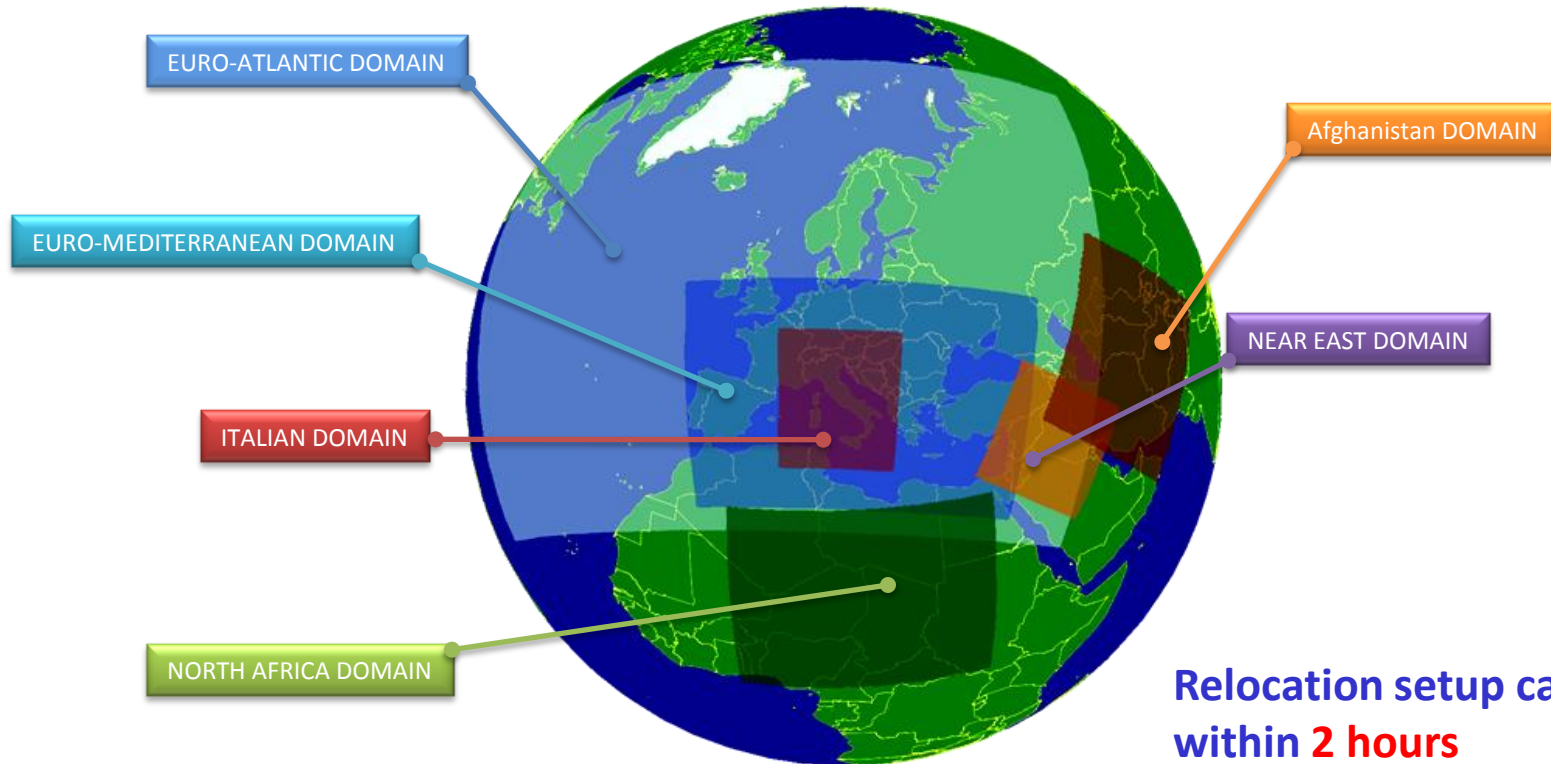 EURO-ATLANTIC DOMAIN
Afghanistan DOMAIN
EURO-MEDITERRANEAN DOMAIN
NEAR EAST DOMAIN
ITALIAN DOMAIN
NORTH AFRICA DOMAIN
Relocation setup
within 2 hours